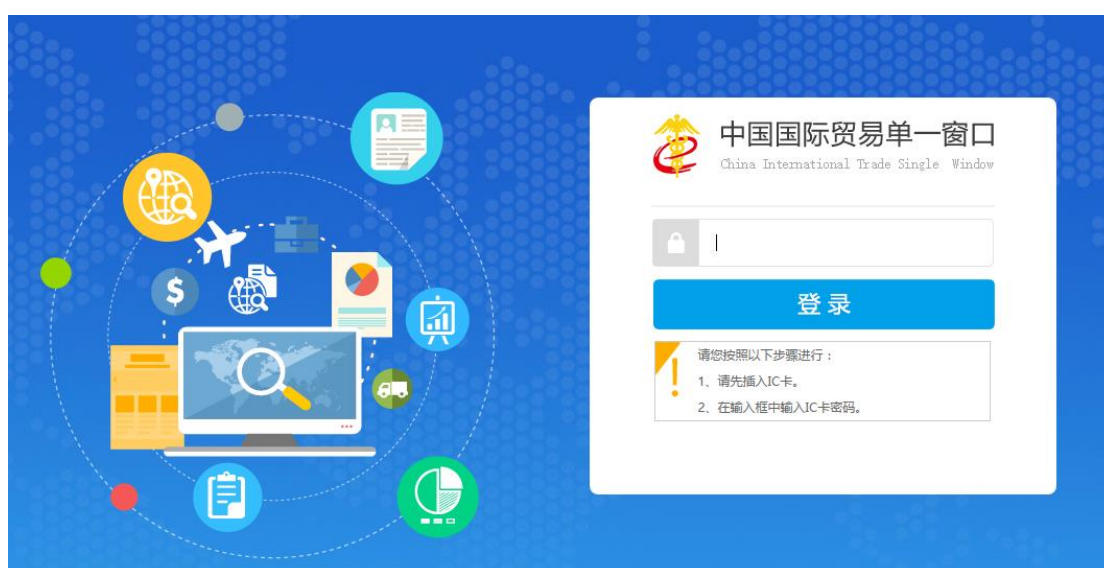 中国国际贸易单一窗口
China International Trade Single Window
登录
请您按照以下步骤进行：
1、请先插入IC卡。
2、在输入框中输入IC卡密码。